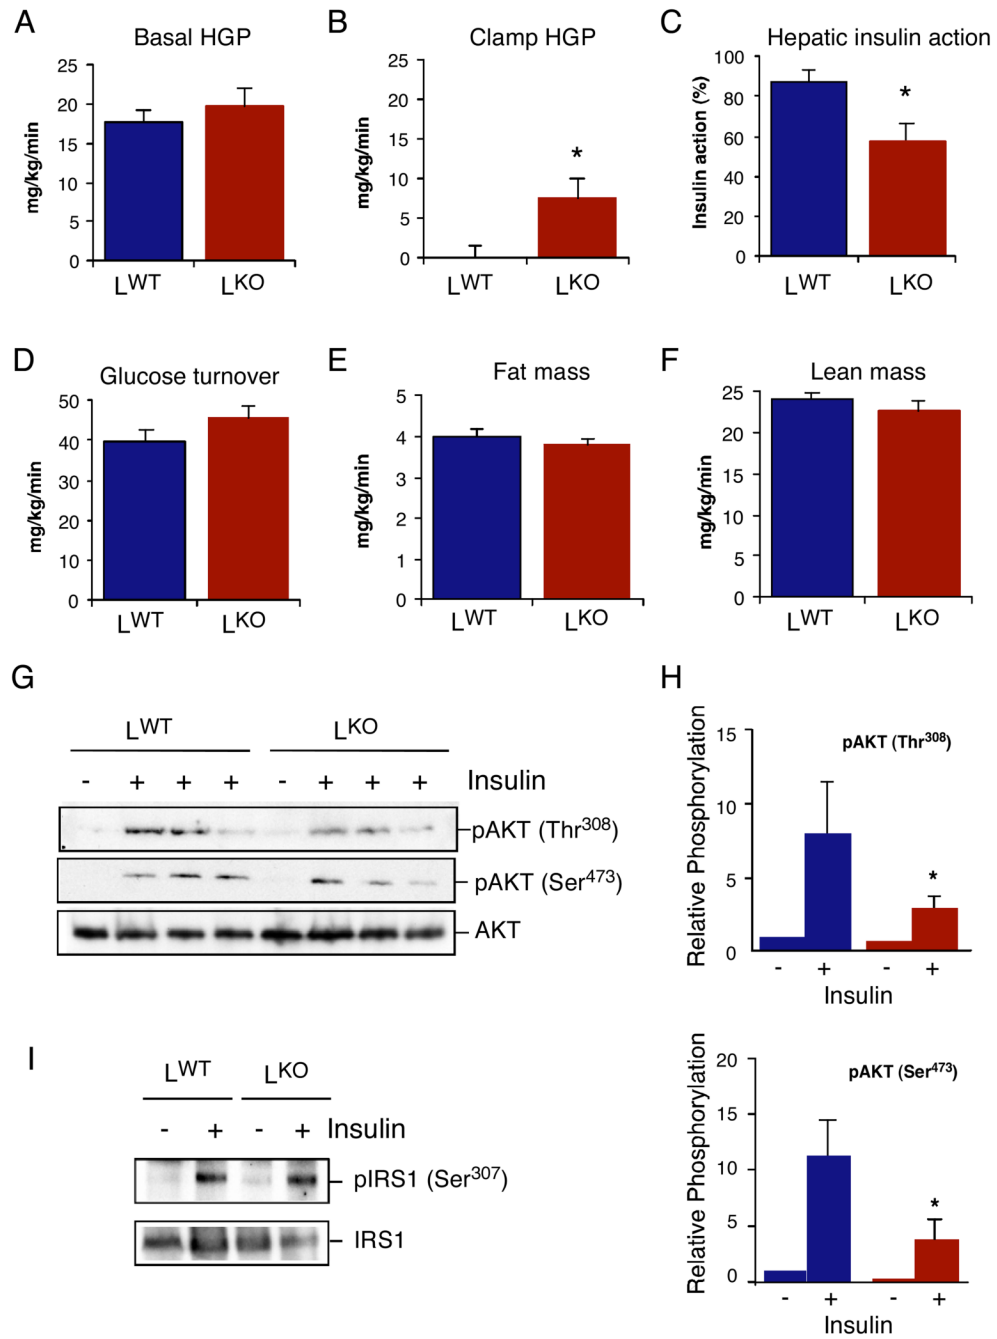 A
Basal HGP
mg/kg/min
25
20
15
10
5
0
LWT
LKO
B
Clamp HGP
mg/kg/min
25
20
15
10
5
0
*
LWT
LKO
C
Hepatic insulin action
Insulin action (%)
100
80
60
40
20
0
*
LWT
LKO
D
Glucose turnover
mg/kg/min
50
40
30
20
10
0
LWT
LKO
E
Fat mass
mg/kg/min
5
4
3
2
1
0
LWT
LKO
F
Lean mass
mg/kg/min
25
20
15
10
5
0
LWT
LKO
G
LWT
LKO
- + + + - + + + Insulin
pAKT (Thr308)
pAKT (Ser473)
AKT
H
Relative Phosphorylation
pAKT (Thr308)
15
10
5
0
*
- + - +
Insulin
Relative Phosphorylation
pAKT (Ser473)
20
15
10
5
0
*
- + - +
Insulin
I
LWT
LKO
- + - + Insulin
pIRS1 (Ser307)
IRS1